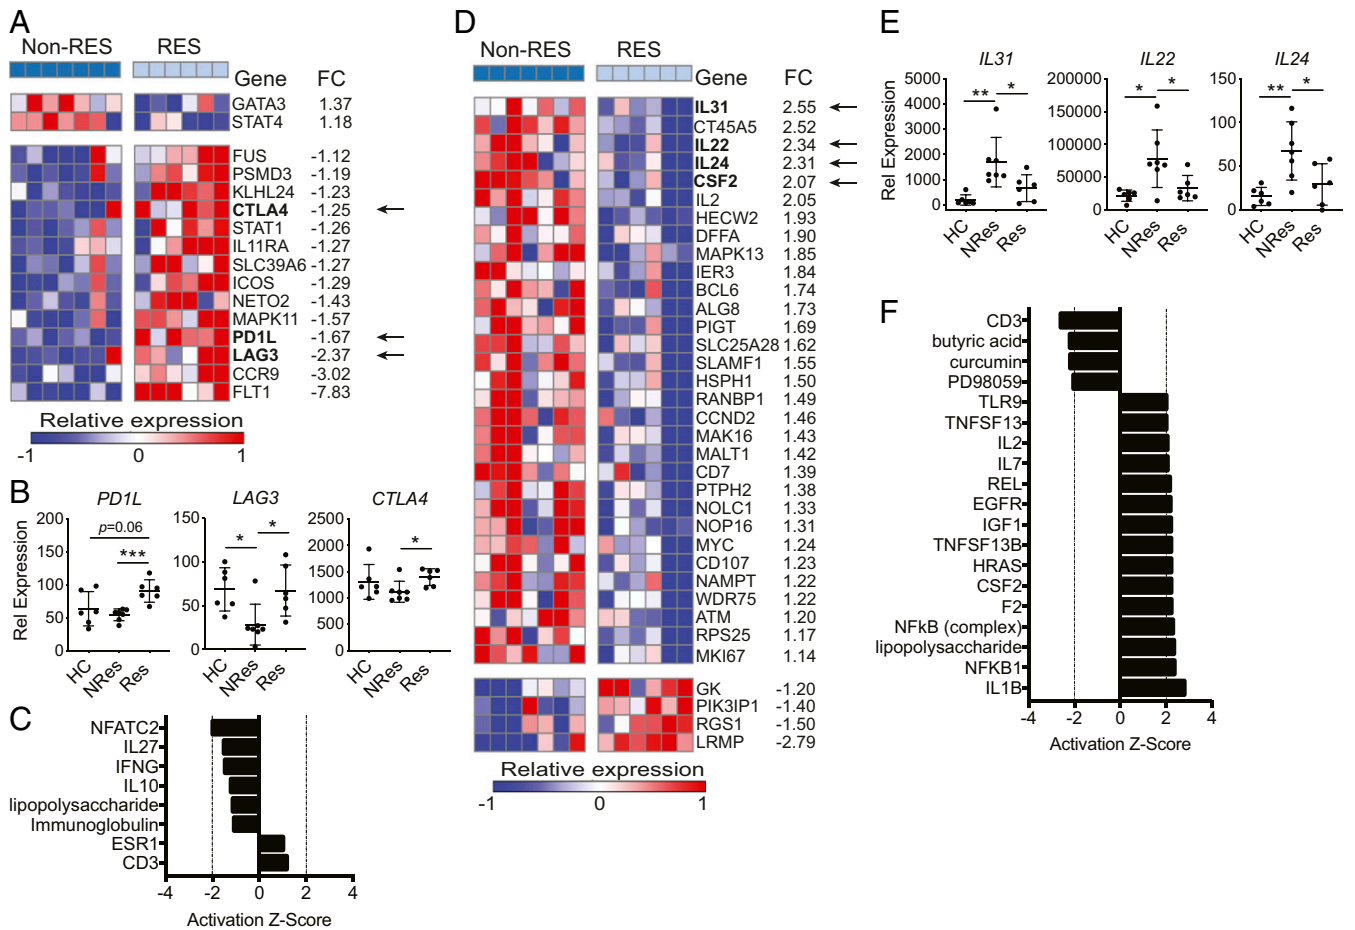 A
Non-RES RES
Gene FC
GATA3 1.37
STAT4 1.18
FUS -1.12
PSMD3 -1.19
KLHL24 -1.23
CTLA4 -1.25
STAT1 -1.26
IL11RA -1.27
SLC39A6 -1.27
ICOS -1.29
NETO2 -1.43
MAPK11 -1.57
PD1L -1.67
LAG3 -2.37
CCR9 -3.02
FLT1 -7.83
Relative expression
-1 0 1
B
PD1L LAG3 CTLA4
Rel Expression
200
150
100
50
0
p=0.06
***
HC NRes Res
150
100
50
0
* *
HC NRes Res
2500
2000
1500
1000
500
0
*
HC NRes Res
C
NFATC2
IL27
IFNG
IL10
lipopolysaccharide
Immunoglobulin
ESR1
CD3
-4 -2 0 2 4
Activation Z-Score
D
Non-RES RES
Gene FC
IL31 2.55
CT45A5 2.52
IL22 2.34
IL24 2.31
CSF2 2.07
IL2 2.05
HECW2 1.93
DFFA 1.90
MAPK13 1.85
IER3 1.84
BCL6 1.74
ALG8 1.73
PIGT 1.69
SLC25A28 1.62
SLAMF1 1.55
HSPH1 1.50
RANBP1 1.49
CCND2 1.46
MAK16 1.43
MALT1 1.42
CD7 1.39
PTPH2 1.38
NOLC1 1.33
NOP16 1.31
MYC 1.24
CD107 1.23
NAMPT 1.22
WDR75 1.22
ATM 1.20
RPS25 1.17
MKI67 1.14
GK -1.20
PIK3IP1 -1.40
RGS1 -1.50
LRMP -2.79
Relative expression
-1 0 1
E
IL31 IL22 IL24
Rel Expression
5000
4000
3000
2000
1000
0
** *
HC NRes Res
200000
150000
100000
50000
0
* *
HC NRes Res
150
100
50
0
** *
HC NRes Res
F
CD3
butyric acid
curcumin
PD98059
TLR9
TNFSF13
IL2
IL7
REL
EGFR
IGF1
TNFSF13B
HRAS
CSF2
F2
NFkB (complex)
lipopolysaccharide
NFKB1
IL1B
-4 -2 0 2 4
Activation Z-Score